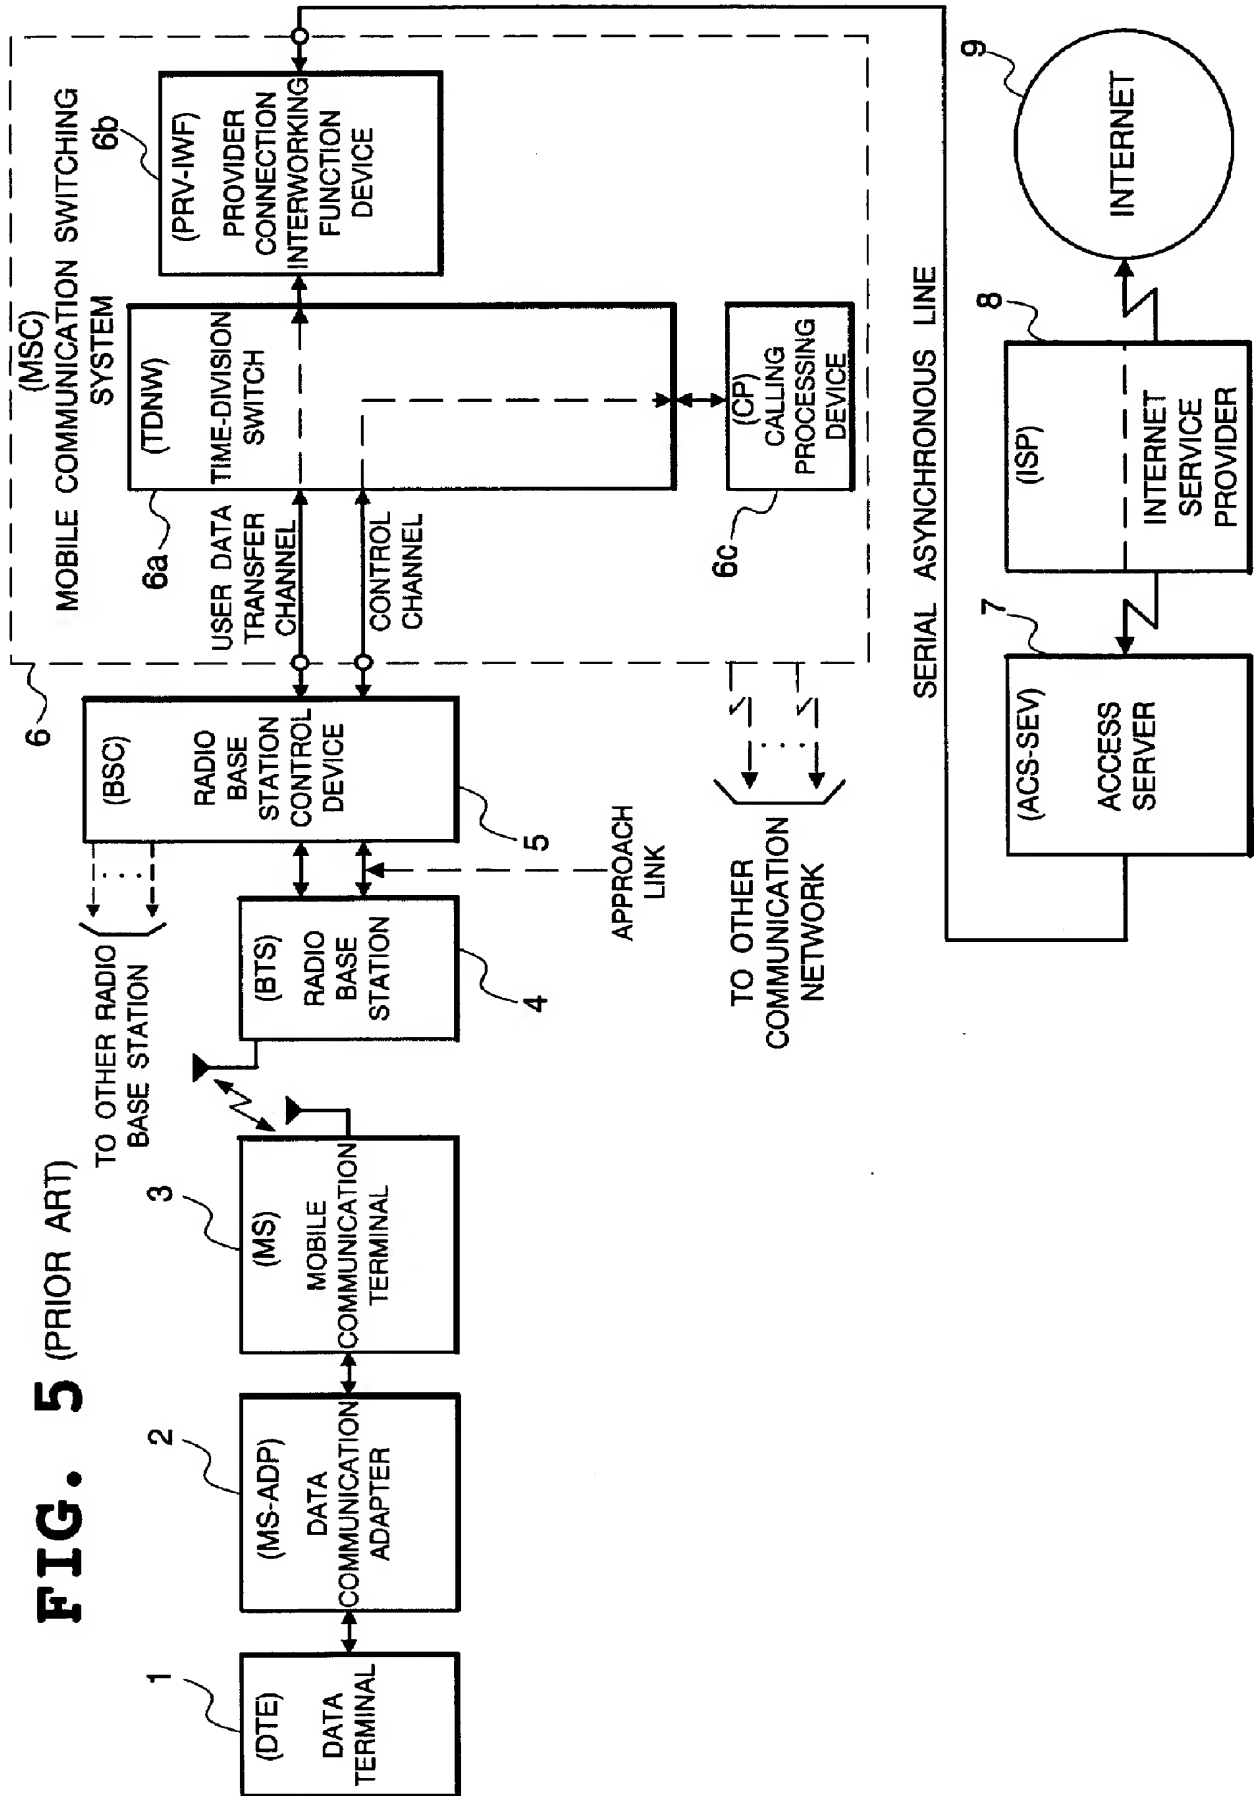 FIG. 5 (PRIOR ART)
1
(DTE)
DATA
TERMINAL
2
(MS-ADP)
DATA
COMMUNICATION
ADAPTER
3
(MS)
MOBILE
COMMUNICATION
TERMINAL
TO OTHER RADIO
BASE STATION
(BTS)
RADIO
BASE
STATION
4
APPROACH
LINK
(BSC)
RADIO
BASE
STATION
CONTROL
DEVICE
5
6
(MSC)
MOBILE COMMUNICATION SWITCHING
SYSTEM
USER DATA
TRANSFER
CHANNEL
CONTROL
CHANNEL
6a
(TDNW)
TIME-DIVISION
SWITCH
6b
(PRV-IWF)
PROVIDER
CONNECTION
INTERWORKING
FUNCTION
DEVICE
6c
(CP)
CALLING
PROCESSING
DEVICE
TO OTHER
COMMUNICATION
NETWORK
SERIAL ASYNCHRONOUS LINE
7
(ACS-SEV)
ACCESS
SERVER
8
(ISP)
INTERNET
SERVICE
PROVIDER
9
INTERNET